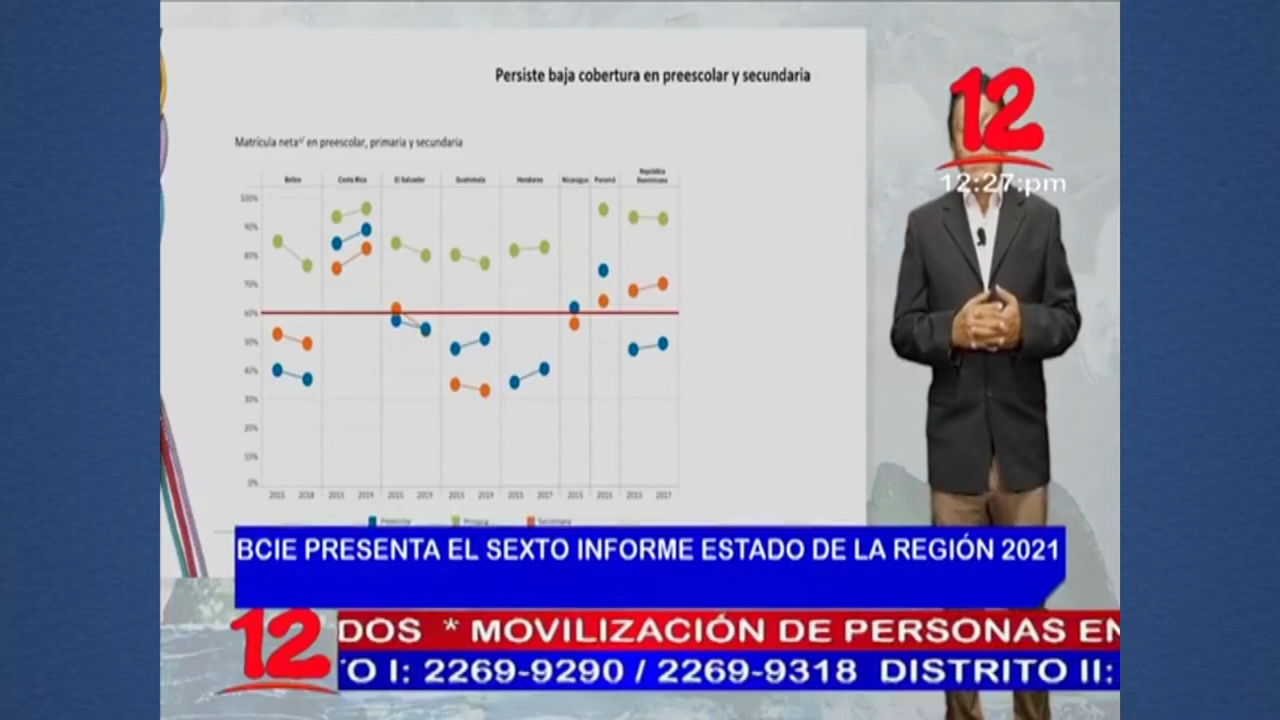 Persiste baja cobertura en preescolar y secundaria
12
12:27:pm
Matrícula neta a/ en preescolar, primaria y secundaria
Belice Costa Rica El Salvador Guatemala Honduras Nicaragua Panamá República Dominicana
100%
90%
80%
70%
60%
50%
40%
30%
20%
10%
0%
2015 2018 2015 2019 2015 2019 2015 2019 2015 2017 2015 2015 2015 2017
Preescolar Primaria Secundaria
BCIE PRESENTA EL SEXTO INFORME ESTADO DE LA REGIÓN 2021
12
DOS * MOVILIZACIÓN DE PERSONAS EN
TO I: 2269-9290 / 2269-9318 DISTRITO II: